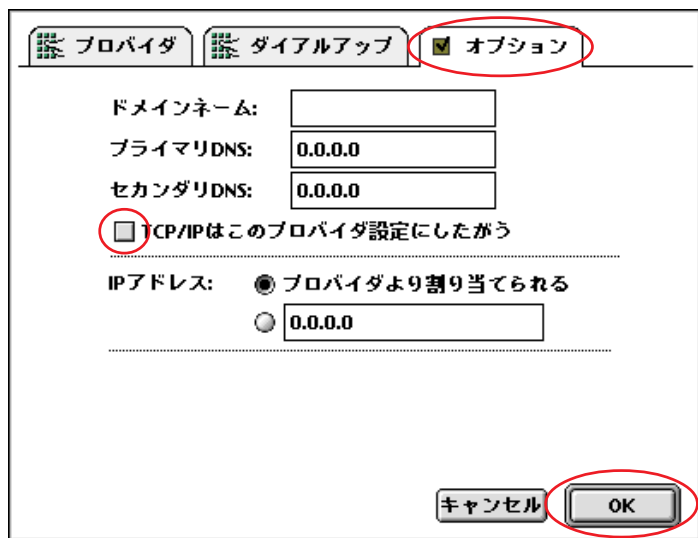 プロバイダ ダイアルアップ オプション
ドメインネーム:
プライマリDNS: 0.0.0.0
セカンダリDNS: 0.0.0.0
TCP/IPはこのプロバイダ設定にしたがう
IPアドレス: プロバイダより割り当てられる
0.0.0.0
キャンセル OK